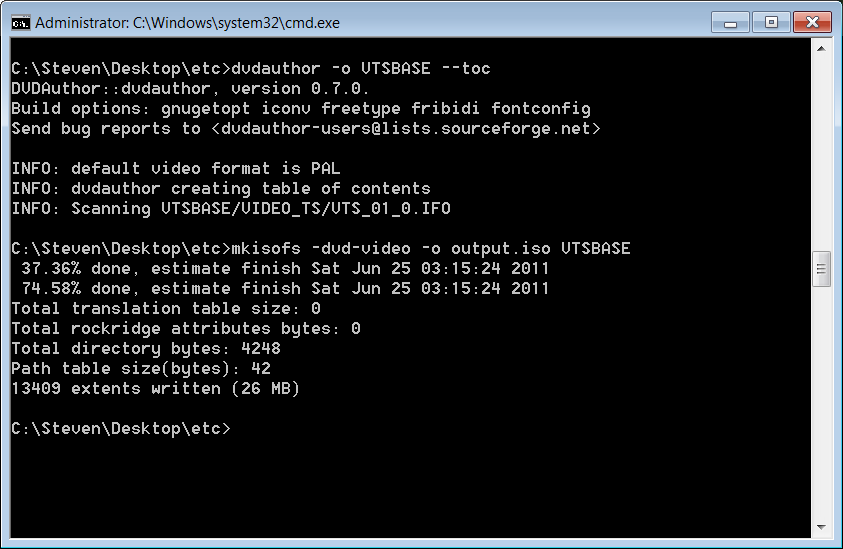 Administrator: C:\Windows\system32\cmd.exe
C:\Steven\Desktop\etc>dvdauthor -o VTSBASE --toc
DVDAuthor::dvdauthor, version 0.7.0.
Build options: gnugetopt iconv freetype fribidi fontconfig
Send bug reports to <dvdauthor-users@lists.sourceforge.net>
INFO: default video format is PAL
INFO: dvdauthor creating table of contents
INFO: Scanning VTSBASE/VIDEO_TS/VTS_01_0.IFO
C:\Steven\Desktop\etc>mkisofs -dvd-video -o output.iso VTSBASE
 37.36% done, estimate finish Sat Jun 25 03:15:24 2011
 74.58% done, estimate finish Sat Jun 25 03:15:24 2011
Total translation table size: 0
Total rockridge attributes bytes: 0
Total directory bytes: 4248
Path table size(bytes): 42
13409 extents written (26 MB)
C:\Steven\Desktop\etc>